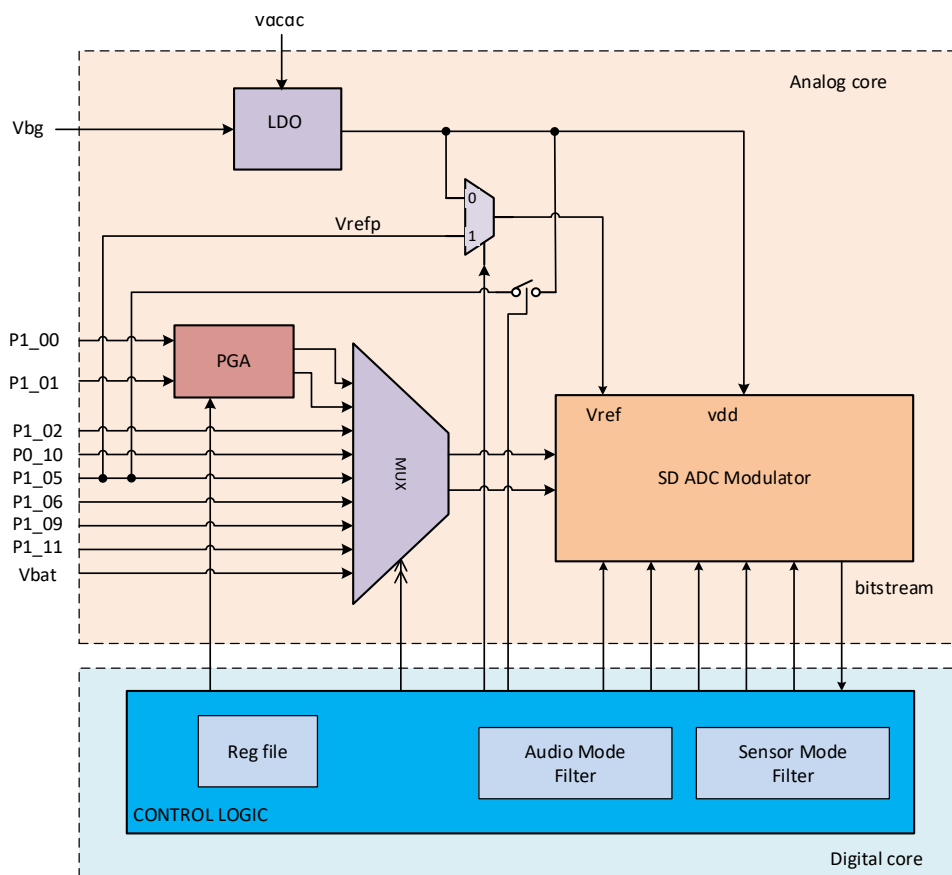 vdcdc
Analog core
LDO
Vbg
0
Vrefp
1
P1_00
PGA
P1_01
Vref
vdd
P1_02
P0_10
MUX
P1_05
SD ADC Modulator
P1_06
P1_09
P1_11
Vbat
bitstream
Reg file
Audio Mode
Filter
Sensor Mode
Filter
CONTROL LOGIC
Digital core